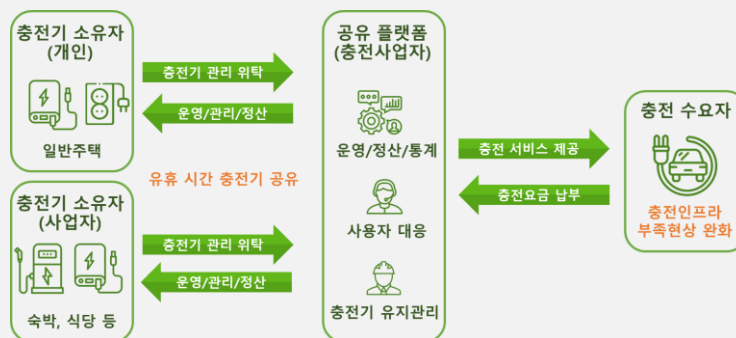 충전기 소유자
(개인)
일반주택
충전기 관리 위탁
운영/관리/정산
유휴 시간 충전기 공유
충전기 소유자
(사업자)
숙박, 식당 등
충전기 관리 위탁
운영/관리/정산
공유 플랫폼
(충전사업자)
운영/정산/통계
사용자 대응
충전기 유지관리
충전 서비스 제공
충전요금 납부
충전 수요자
충전인프라
부족현상 완화